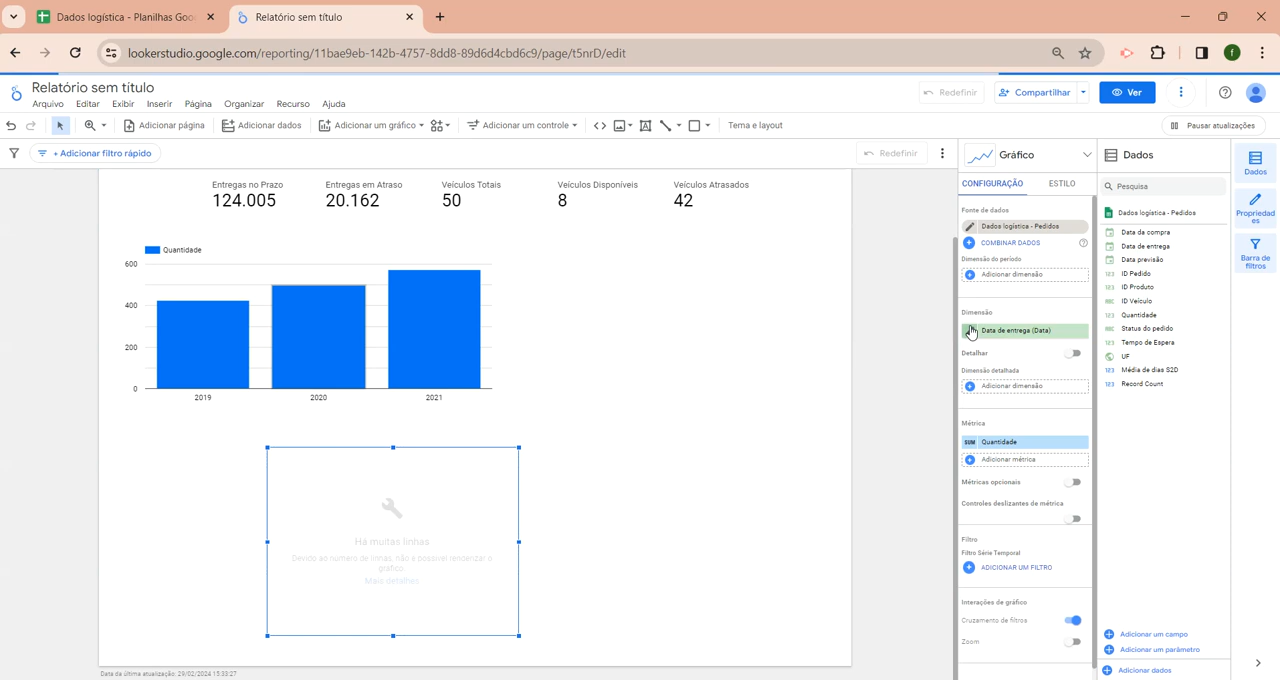 Dados logística - Planilhas Goo
Relatório sem título
lookerstudio.google.com/reporting/11bae9eb-142b-4757-8dd8-89d6d4cbd6c9/page/t5nrD/edit
f
Relatório sem título
Arquivo Editar Exibir Inserir Página Organizar Recurso Ajuda
Redefinir
Compartilhar
Ver
Adicionar página
Adicionar dados
Adicionar um gráfico
Adicionar um controle
Tema e layout
Pausar atualizações
+ Adicionar filtro rápido
Redefinir
Entregas no Prazo
124.005
Entregas em Atraso
20.162
Veículos Totais
50
Veículos Disponíveis
8
Veículos Atrasados
42
Quantidade
600
400
200
0
2019 2020 2021
Há muitas linhas
Devido ao número de linhas, não é possível renderizar o
gráfico.
Mais detalhes
Data da última atualização: 29/02/2024 15:33:27
Gráfico
CONFIGURAÇÃO ESTILO
Fonte de dados
Dados logística - Pedidos
COMBINAR DADOS
Dimensão do período
Adicionar dimensão
Dimensão
Data de entrega (Data)
Detalhar
Dimensão detalhada
Adicionar dimensão
Métrica
SUM Quantidade
Adicionar métrica
Métricas opcionais
Controles deslizantes de métrica
Filtro
Filtro Série Temporal
ADICIONAR UM FILTRO
Interações de gráfico
Cruzamento de filtros
Zoom
Dados
Pesquisa
Dados logística - Pedidos
Data da compra
Data de entrega
Data previsão
123 ID Pedido
123 ID Produto
ABC ID Veículo
123 Quantidade
ABC Status do pedido
123 Tempo de Espera
UF
123 Média de dias S2D
123 Record Count
Adicionar um campo
Adicionar um parâmetro
Adicionar dados
Dados
Propriedad
es
Barra de
filtros